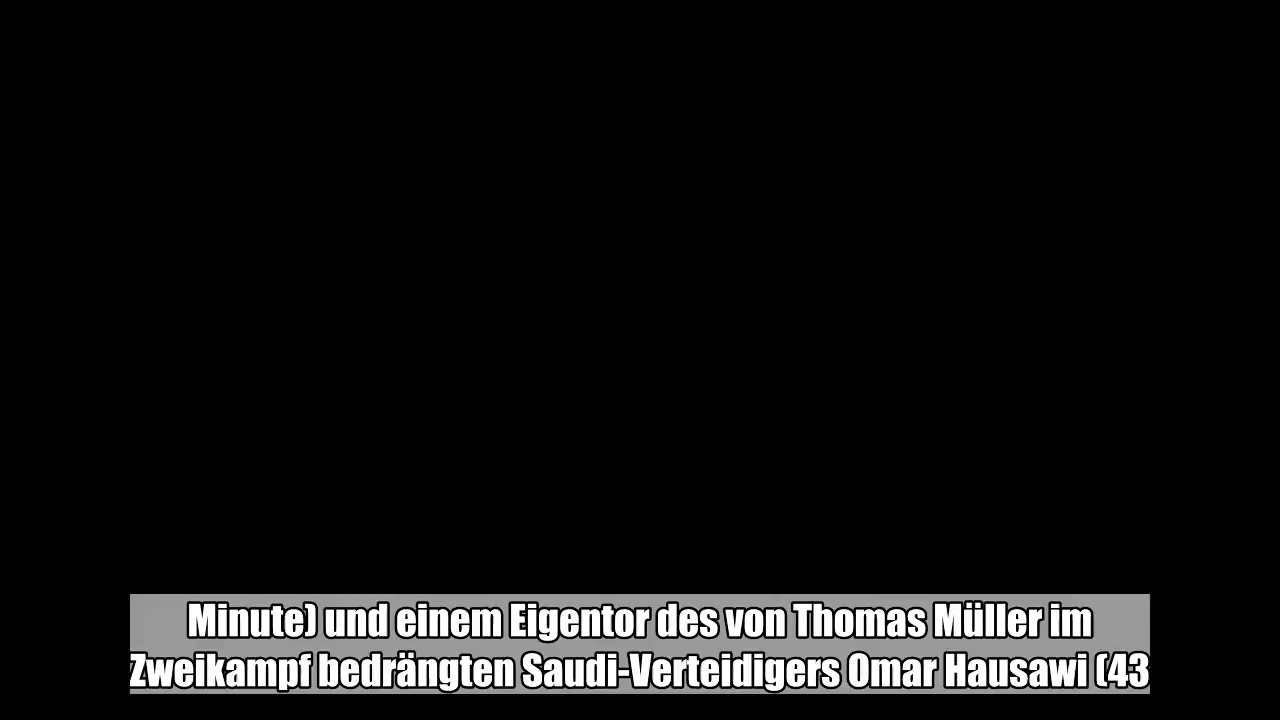 Minute) und einem Eigentor des von Thomas Müller im
Zweikampf bedrängten Saudi-Verteidigers Omar Hausawi (43